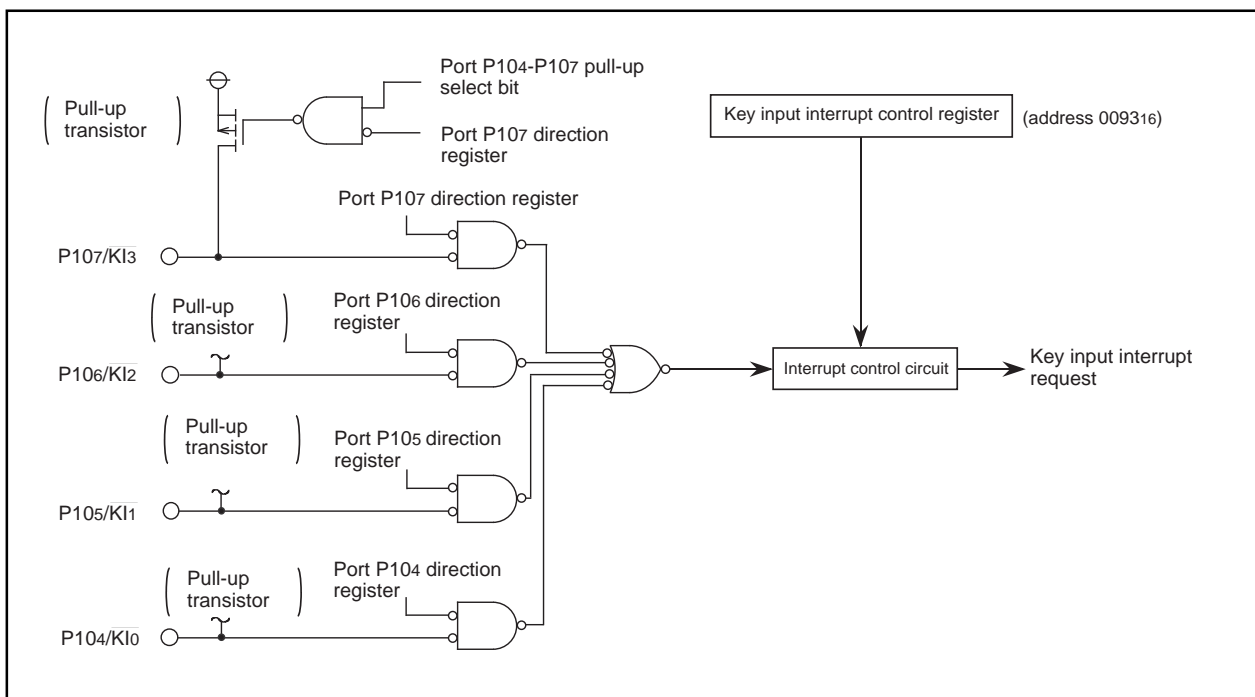 Port P104-P107 pull-up
select bit
Pull-up
transistor
Key input interrupt control register
(address 009316)
Port P107 direction
register
Port P107 direction register
P107/KI3
Pull-up
transistor
Port P106 direction
register
P106/KI2
Interrupt control circuit
Key input interrupt
request
Pull-up
transistor
Port P105 direction
register
P105/KI1
Pull-up
transistor
Port P104 direction
register
P104/KI0